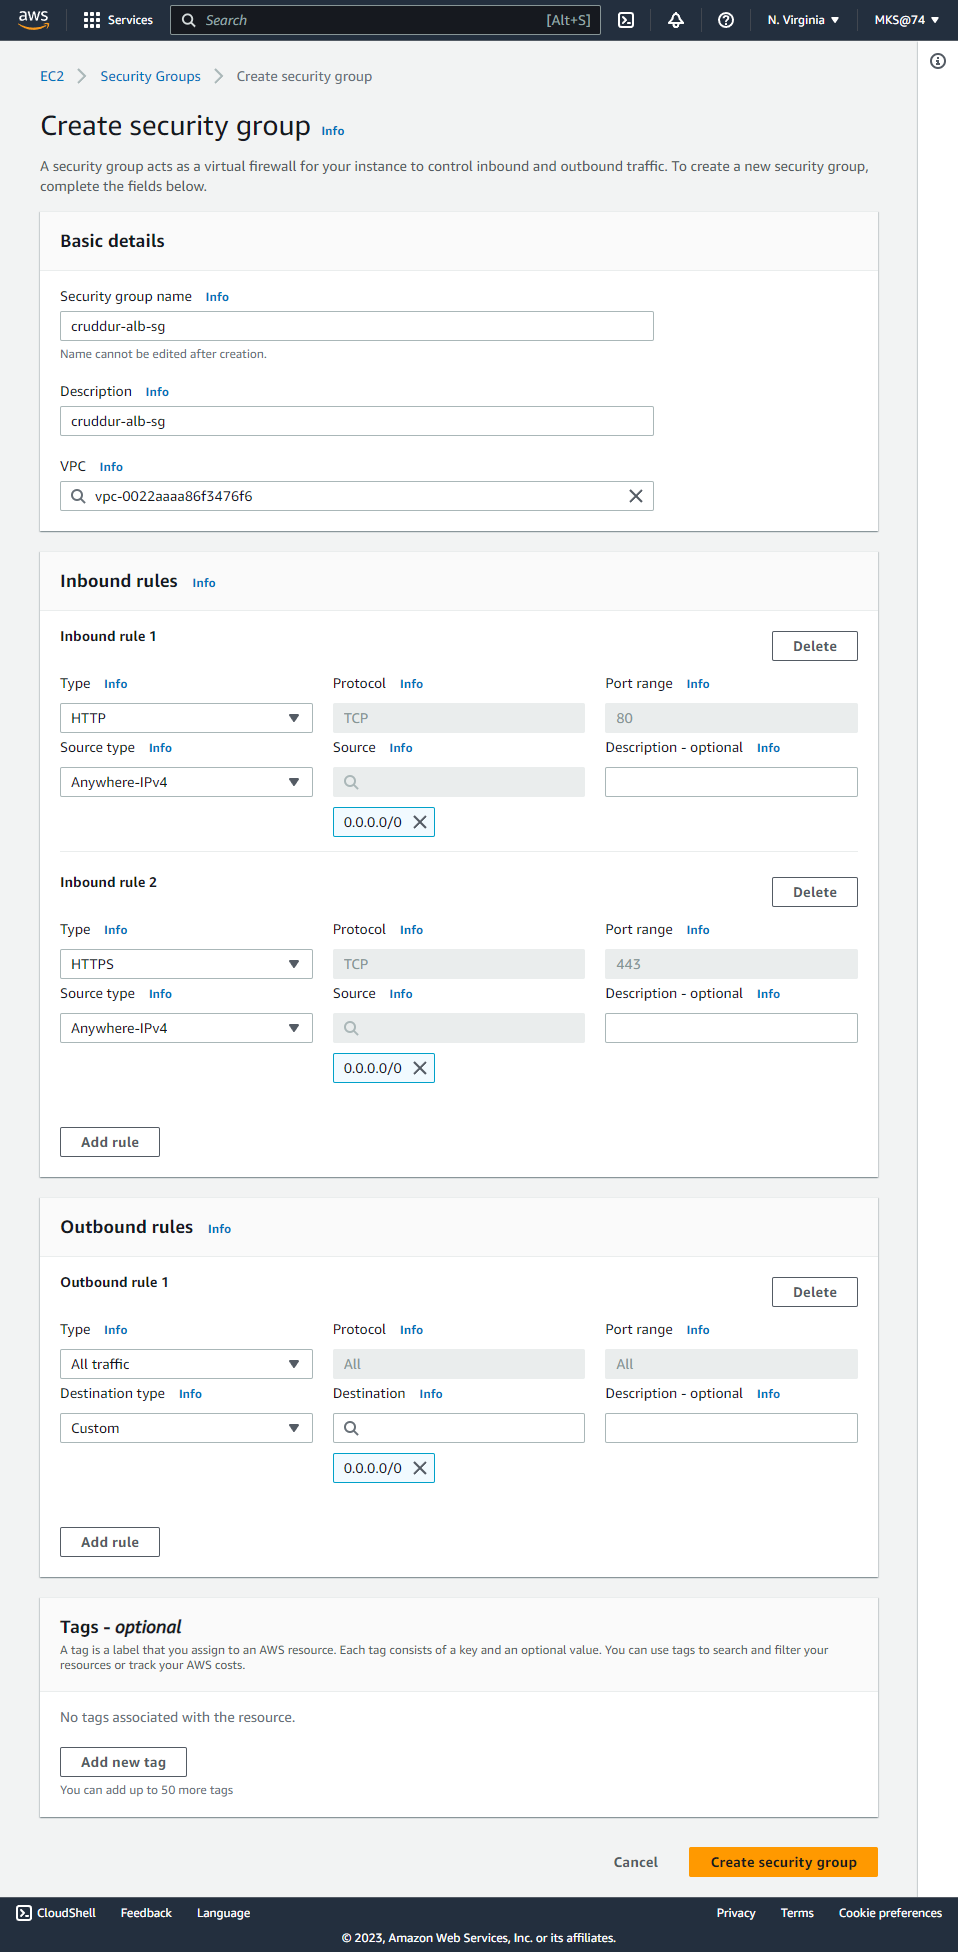 aws Services Search [Alt+S] N. Virginia MKS@74
EC2 Security Groups Create security group
Create security group Info
A security group acts as a virtual firewall for your instance to control inbound and outbound traffic. To create a new security group,
complete the fields below.
Basic details
Security group name Info
cruddur-alb-sg
Name cannot be edited after creation.
Description Info
cruddur-alb-sg
VPC Info
vpc-0022aaaa86f3476f6
Inbound rules Info
Inbound rule 1
Delete
Type Info Protocol Info Port range Info
HTTP TCP 80
Source type Info Source Info Description - optional Info
Anywhere-IPv4
0.0.0.0/0
Inbound rule 2
Delete
Type Info Protocol Info Port range Info
HTTPS TCP 443
Source type Info Source Info Description - optional Info
Anywhere-IPv4
0.0.0.0/0
Add rule
Outbound rules Info
Outbound rule 1
Delete
Type Info Protocol Info Port range Info
All traffic All All
Destination type Info Destination Info Description - optional Info
Custom
0.0.0.0/0
Add rule
Tags - optional
A tag is a label that you assign to an AWS resource. Each tag consists of a key and an optional value. You can use tags to search and filter your
resources or track your AWS costs.
No tags associated with the resource.
Add new tag
You can add up to 50 more tags
Cancel Create security group
CloudShell Feedback Language Privacy Terms Cookie preferences
© 2023, Amazon Web Services, Inc. or its affiliates.